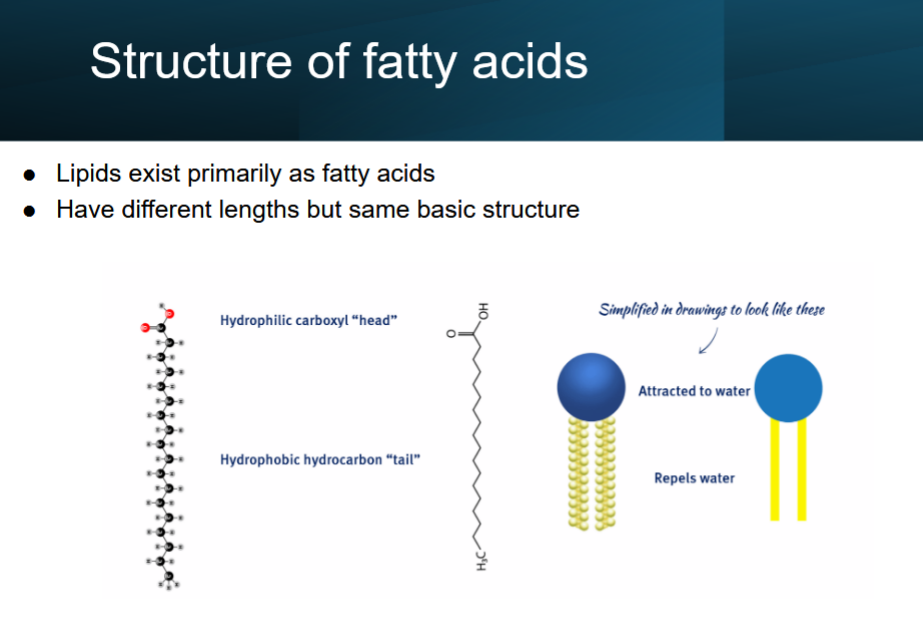 Structure of fatty acids
● Lipids exist primarily as fatty acids
● Have different lengths but same basic structure
Hydrophilic carboxyl “head”
Hydrophobic hydrocarbon “tail”
OH
O
H₃C
Simplified in drawings to look like these
Attracted to water
Repels water